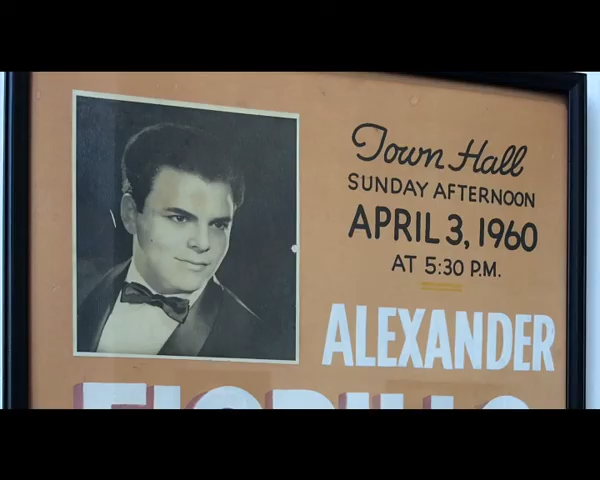 Town Hall
SUNDAY AFTERNOON
APRIL 3, 1960
AT 5:30 P.M.
ALEXANDER